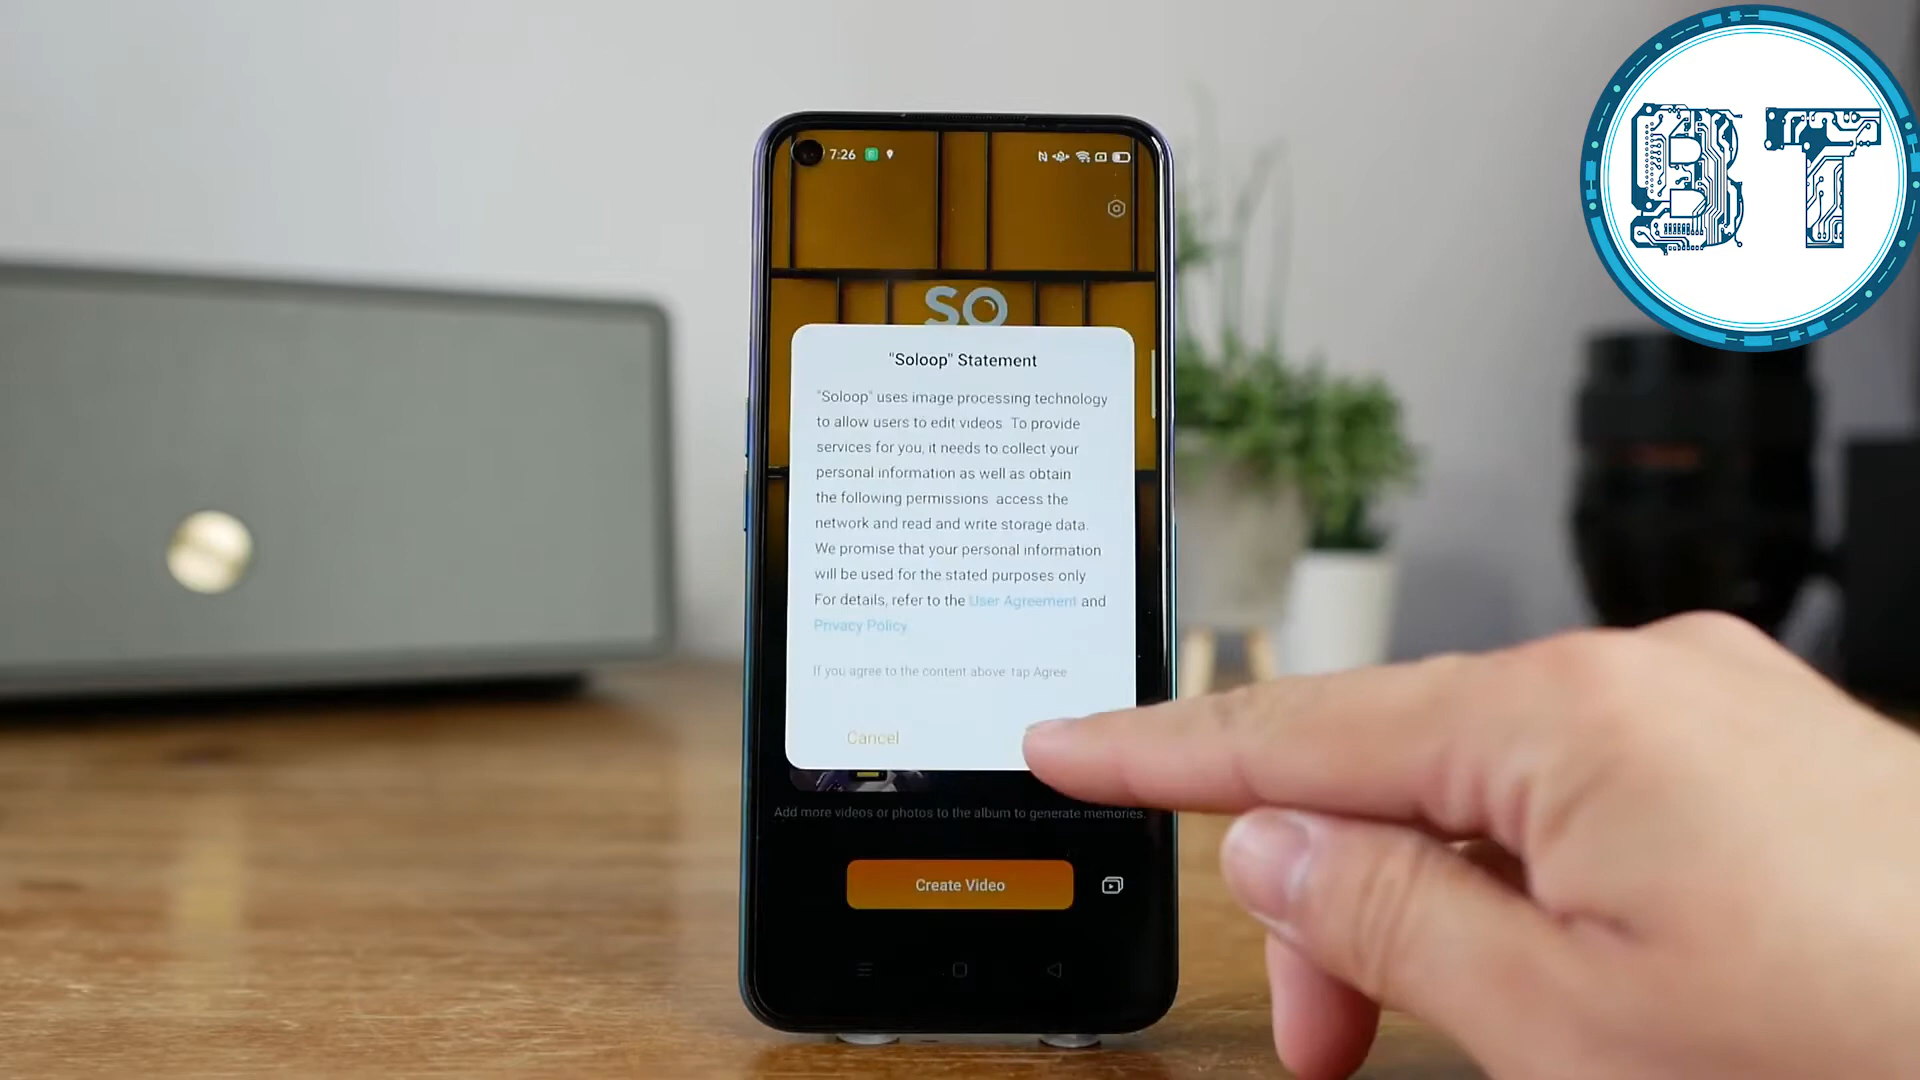 BT
7:26
SO
"Soloop" Statement
"Soloop" uses image processing technology
to allow users to edit videos To provide
services for you, it needs to collect your
personal information as well as obtain
the following permissions access the
network and read and write storage data.
We promise that your personal information
will be used for the stated purposes only
For details, refer to the User Agreement and
Privacy Policy
If you agree to the content above tap Agree
Cancel
Add more videos or photos to the album to generate memories.
Create Video